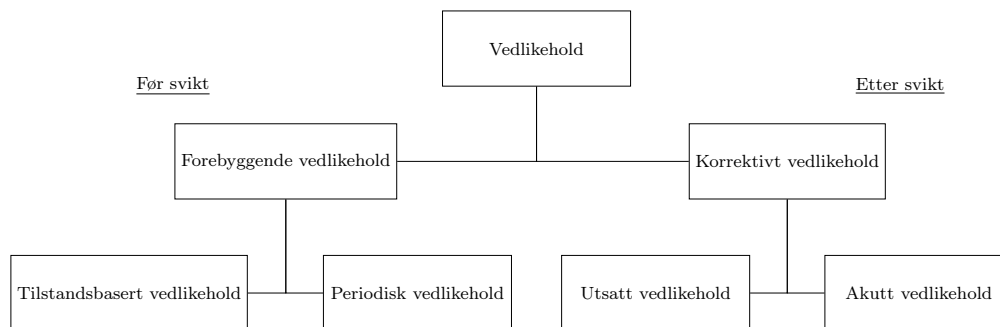 Vedlikehold
Før svikt
Etter svikt
Forebyggende vedlikehold
Korrektivt vedlikehold
Tilstandsbasert vedlikehold
Periodisk vedlikehold
Utsatt vedlikehold
Akutt vedlikehold